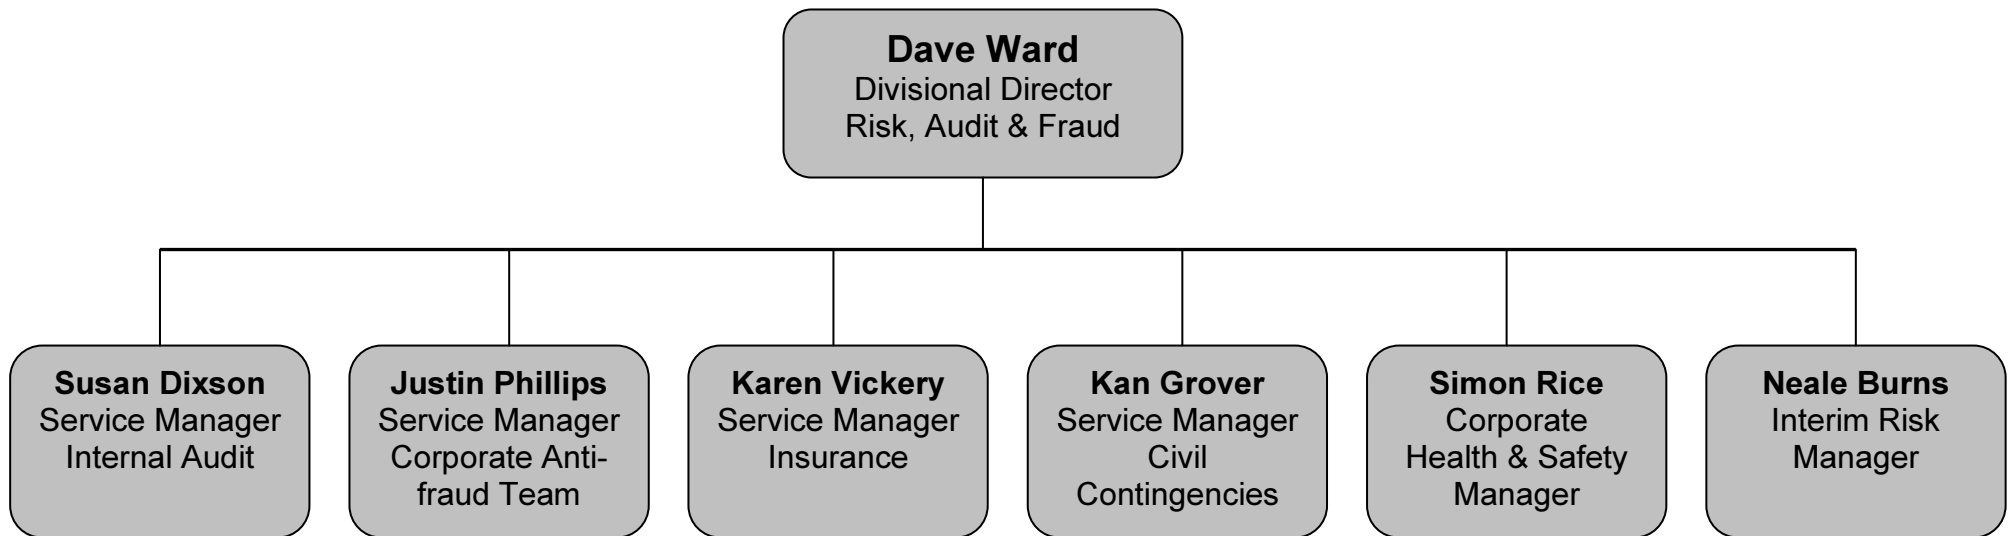 Dave Ward
Divisional Director
Risk, Audit & Fraud
Susan Dixson
Service Manager
Internal Audit
Justin Phillips
Service Manager
Corporate Anti-
fraud Team
Karen Vickery
Service Manager
Insurance
Kan Grover
Service Manager
Civil
Contingencies
Simon Rice
Corporate
Health & Safety
Manager
Neale Burns
Interim Risk
Manager